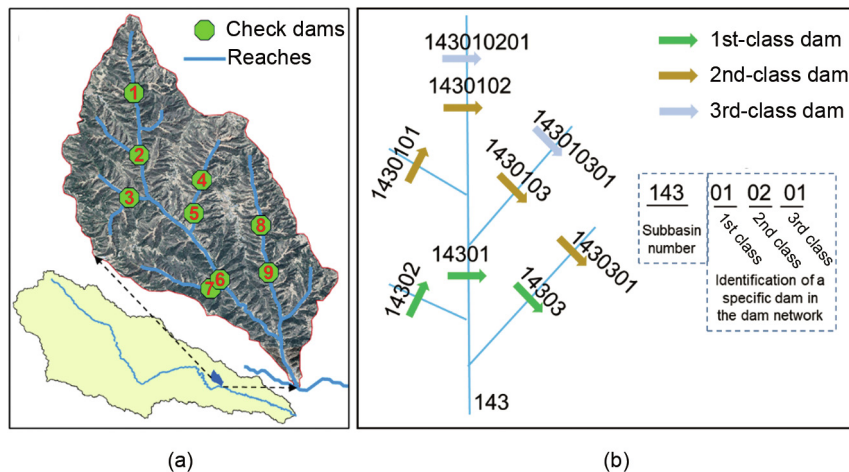 Check dams
Reaches
1
2
3
4
5
8
6
7
9
(a)
143010201
1430102
1430101
1430103
143010301
14301
14302
14303
1430301
143
1st-class dam
2nd-class dam
3rd-class dam
143 01 02 01
Subbasin
number
1st class
2nd class
3rd class
Identification of a
specific dam in
the dam network
(b)